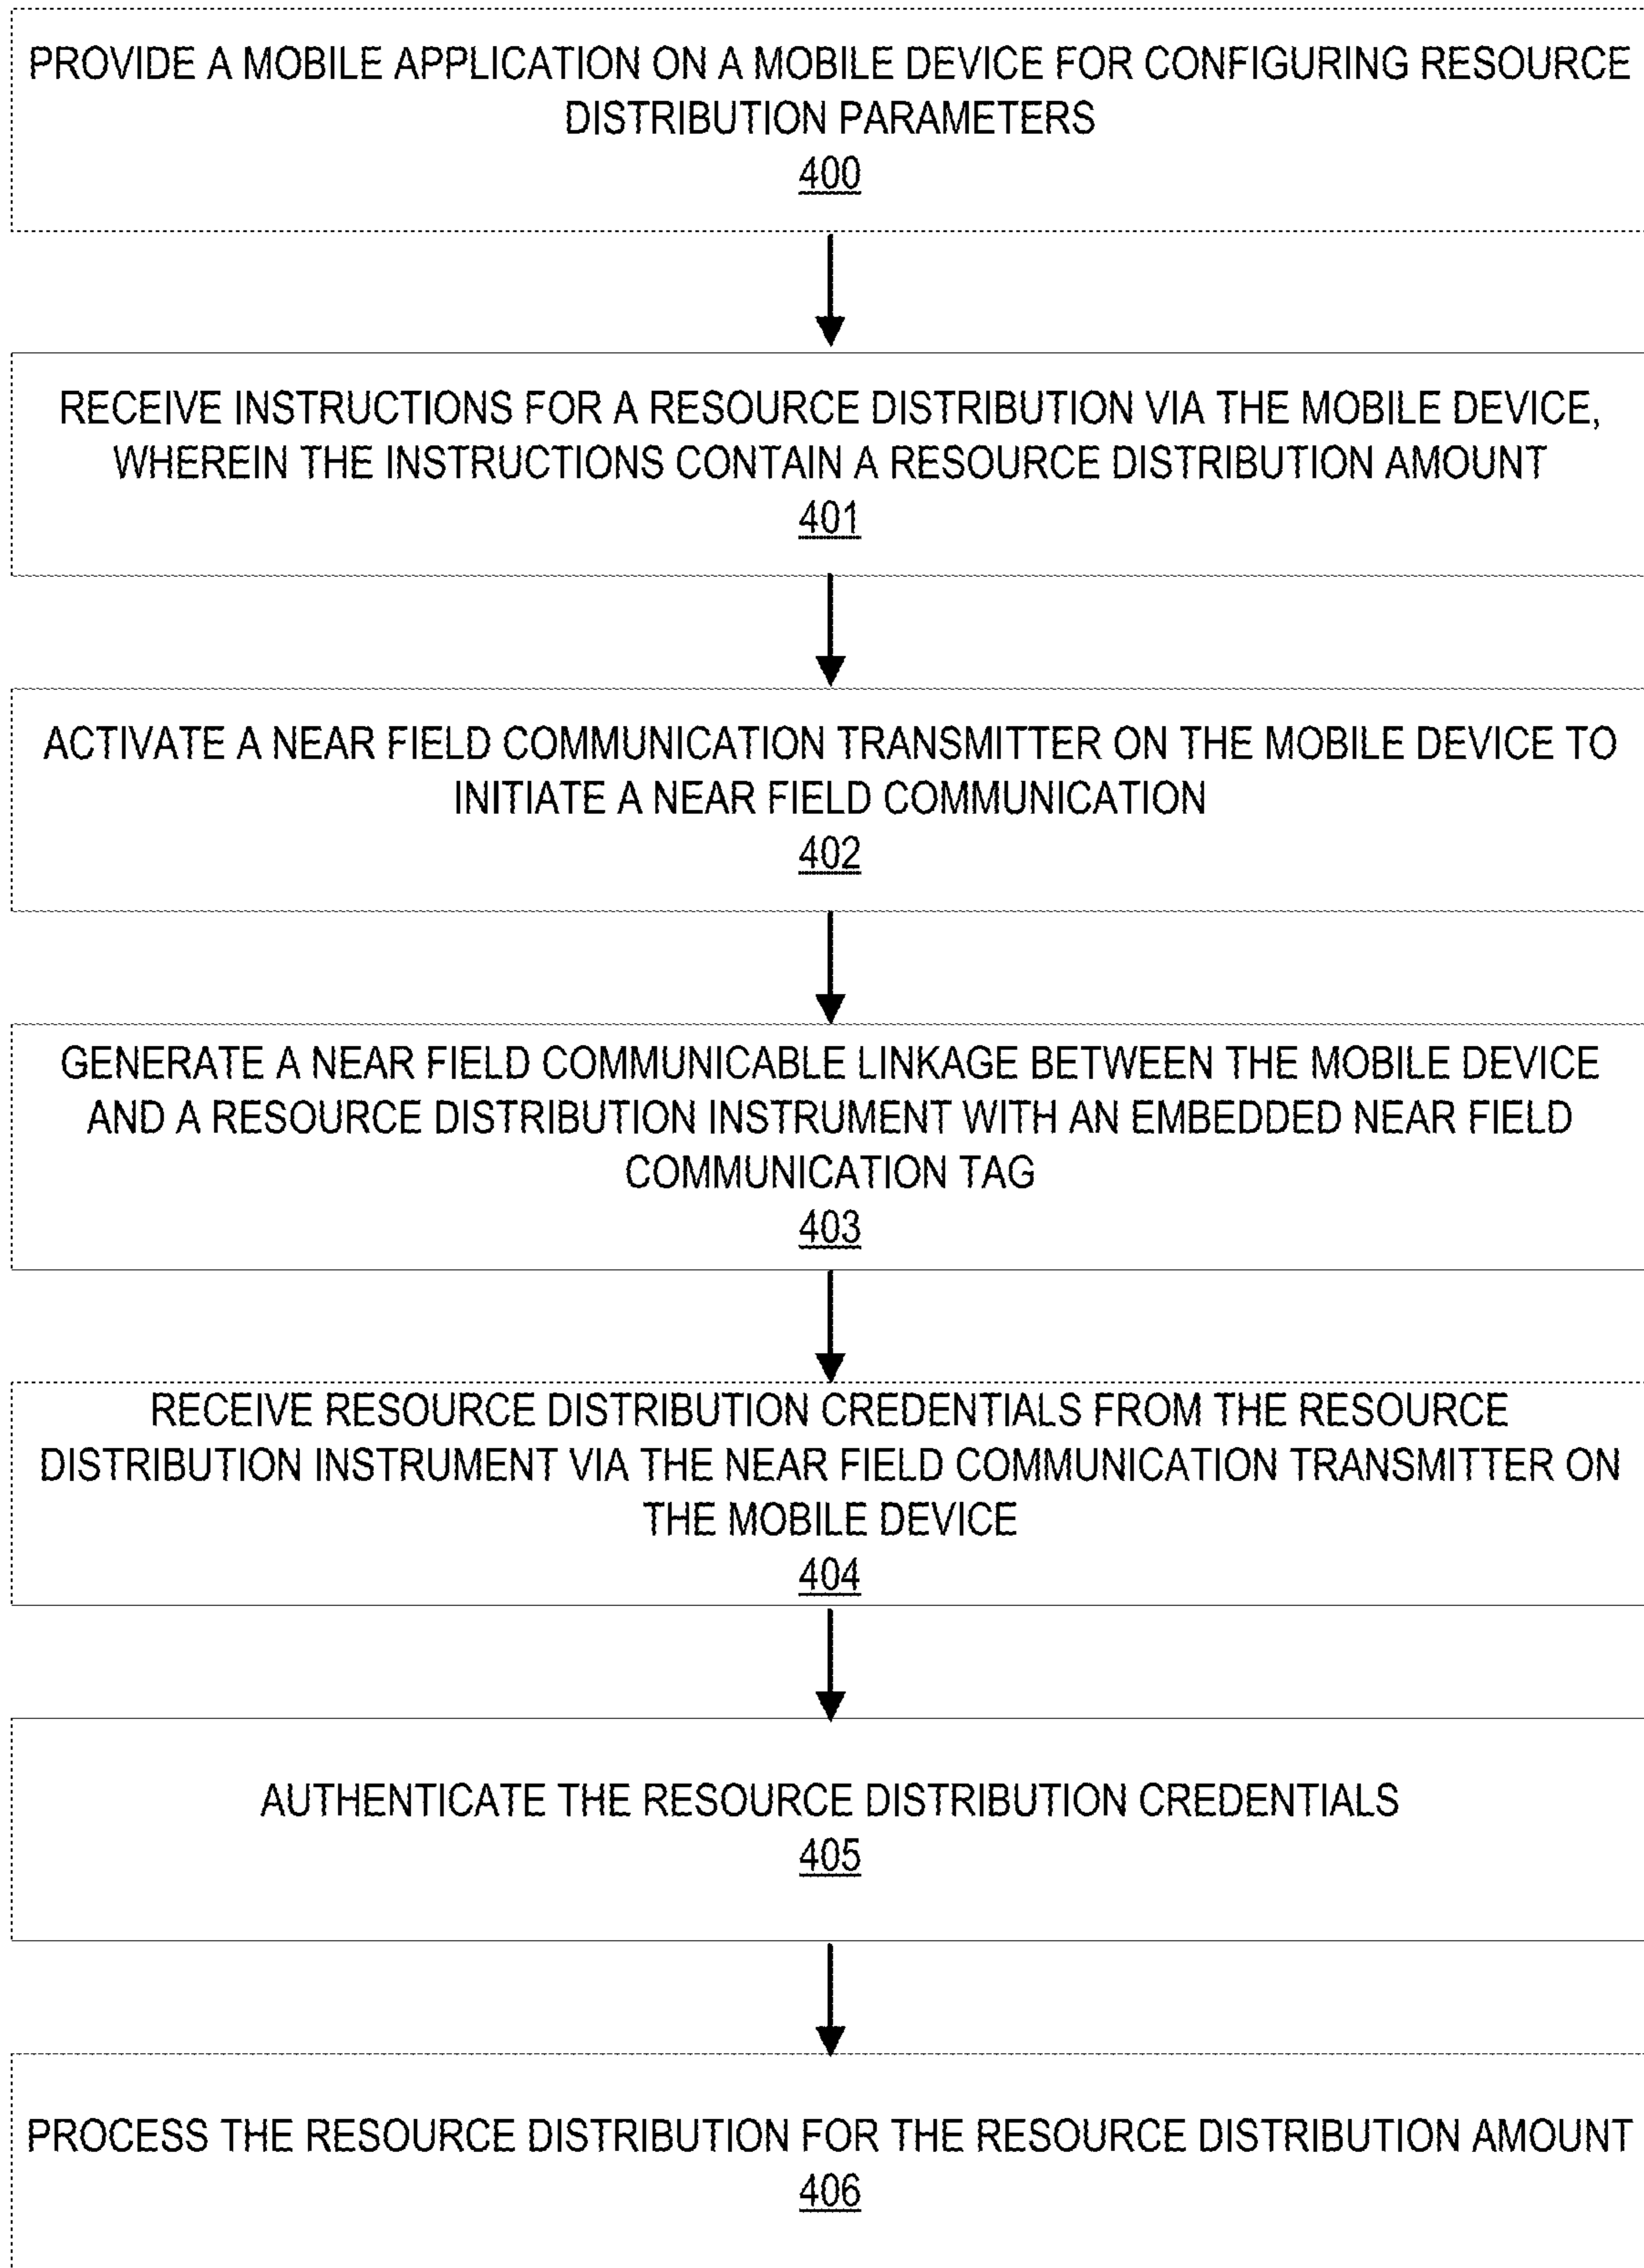 PROVIDE A MOBILE APPLICATION ON A MOBILE DEVICE FOR CONFIGURING RESOURCE
DISTRIBUTION PARAMETERS
400
RECEIVE INSTRUCTIONS FOR A RESOURCE DISTRIBUTION VIA THE MOBILE DEVICE,
WHEREIN THE INSTRUCTIONS CONTAIN A RESOURCE DISTRIBUTION AMOUNT
401
ACTIVATE A NEAR FIELD COMMUNICATION TRANSMITTER ON THE MOBILE DEVICE TO
INITIATE A NEAR FIELD COMMUNICATION
402
GENERATE A NEAR FIELD COMMUNICABLE LINKAGE BETWEEN THE MOBILE DEVICE
AND A RESOURCE DISTRIBUTION INSTRUMENT WITH AN EMBEDDED NEAR FIELD
COMMUNICATION TAG
403
RECEIVE RESOURCE DISTRIBUTION CREDENTIALS FROM THE RESOURCE
DISTRIBUTION INSTRUMENT VIA THE NEAR FIELD COMMUNICATION TRANSMITTER ON
THE MOBILE DEVICE
404
AUTHENTICATE THE RESOURCE DISTRIBUTION CREDENTIALS
405
PROCESS THE RESOURCE DISTRIBUTION FOR THE RESOURCE DISTRIBUTION AMOUNT
406